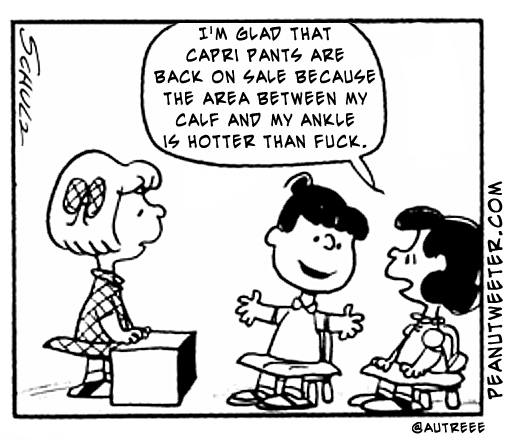 I'M GLAD THAT
CAPRI PANTS ARE
BACK ON SALE BECAUSE
THE AREA BETWEEN MY
CALF AND MY ANKLE
IS HOTTER THAN FUCK.
SCHULZ
PEANUTWEETER.COM
@AUTREEE